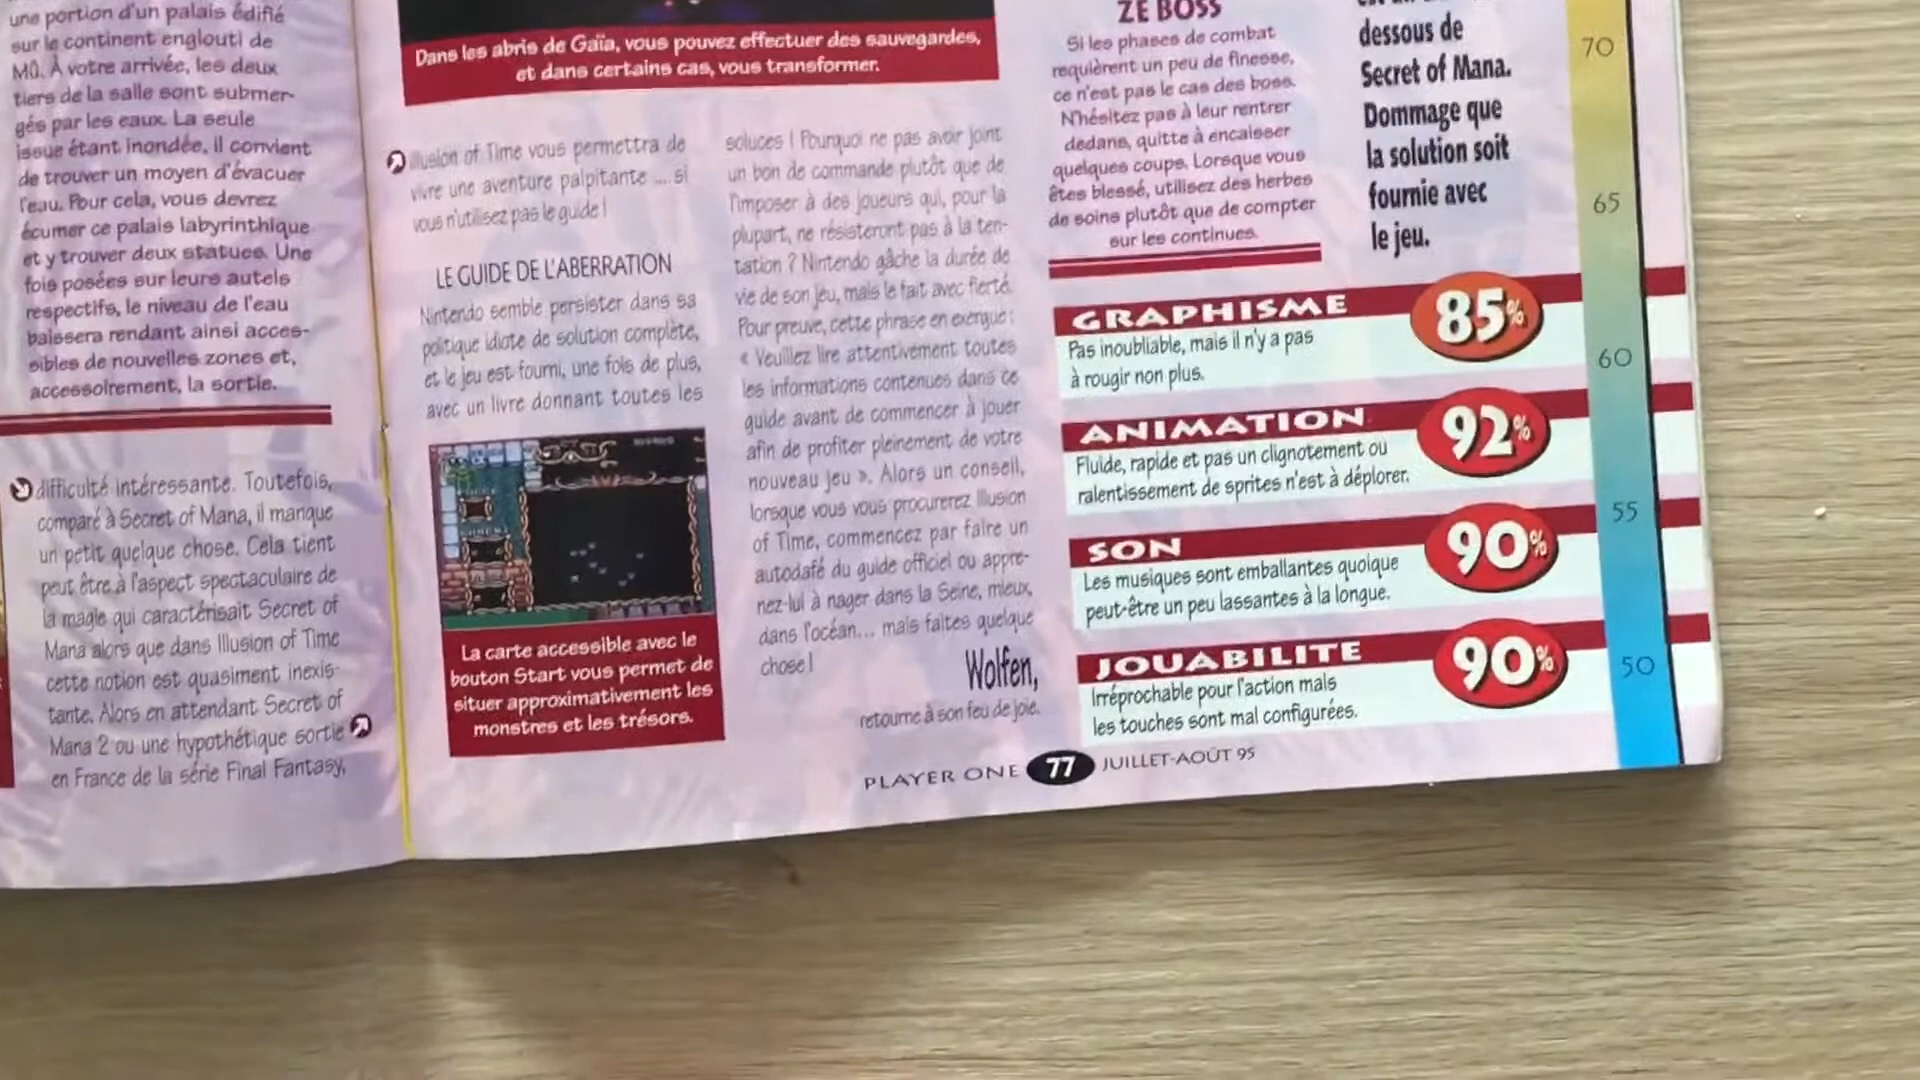 une portion d'un palais édifié
sur le continent englouti de
Mû. À votre arrivée, les deux
tiers de la salle sont submer-
gés par les eaux. La seule
issue étant inondée, il convient
de trouver un moyen d'évacuer
l'eau. Pour cela, vous devrez
écumer ce palais labyrinthique
et y trouver deux statues. Une
fois posées sur leurs autels
respectifs, le niveau de l'eau
baissera rendant ainsi acces-
sibles de nouvelles zones et,
accessoirement, la sortie.
difficulté intéressante. Toutefois,
comparé à Secret of Mana, il manque
un petit quelque chose. Cela tient
peut être à l'aspect spectaculaire de
la magie qui caractérisait Secret of
Mana alors que dans Illusion of Time
cette notion est quasiment inexis-
tante. Alors en attendant Secret of
Mana 2 ou une hypothétique sortie
en France de la série Final Fantasy,
Dans les abris de Gaïa, vous pouvez effectuer des sauvegardes,
et dans certains cas, vous transformer.
Illusion of Time vous permettra de
vivre une aventure palpitante ... si
vous n'utilisez pas le guide !
LE GUIDE DE L'ABERRATION
Nintendo semble persister dans sa
politique idiote de solution complète,
et le jeu est fourni, une fois de plus,
avec un livre donnant toutes les
La carte accessible avec le
bouton Start vous permet de
situer approximativement les
monstres et les trésors.
soluces ! Pourquoi ne pas avoir joint
un bon de commande plutôt que de
l'imposer à des joueurs qui, pour la
plupart, ne résisteront pas à la ten-
tation ? Nintendo gâche la durée de
vie de son jeu, mais le fait avec fierté.
Pour preuve, cette phrase en exergue :
« Veuillez lire attentivement toutes
les informations contenues dans ce
guide avant de commencer à jouer
afin de profiter pleinement de votre
nouveau jeu ». Alors un conseil,
lorsque vous vous procurerez Illusion
of Time, commencez par faire un
autodafé du guide officiel ou appre-
nez-lui à nager dans la Seine, mieux,
dans l'océan... mais faites quelque
chose !
Wolfen,
retourne à son feu de joie.
ZE BOSS
Si les phases de combat
requièrent un peu de finesse,
ce n'est pas le cas des boss.
N'hésitez pas à leur rentrer
dedans, quitte à encaisser
quelques coups. Lorsque vous
êtes blessé, utilisez des herbes
de soins plutôt que de compter
sur les continues.
dessous de
Secret of Mana.
Dommage que
la solution soit
fournie avec
le jeu.
GRAPHISME 85%
Pas inoubliable, mais il n'y a pas
à rougir non plus.
ANIMATION 92%
Fluide, rapide et pas un clignotement ou
ralentissement de sprites n'est à déplorer.
SON 90%
Les musiques sont emballantes quoique
peut-être un peu lassantes à la longue.
JOUABILITE 90%
Irréprochable pour l'action mais
les touches sont mal configurées.
70
65
60
55
50
PLAYER ONE 77 JUILLET-AOÛT 95